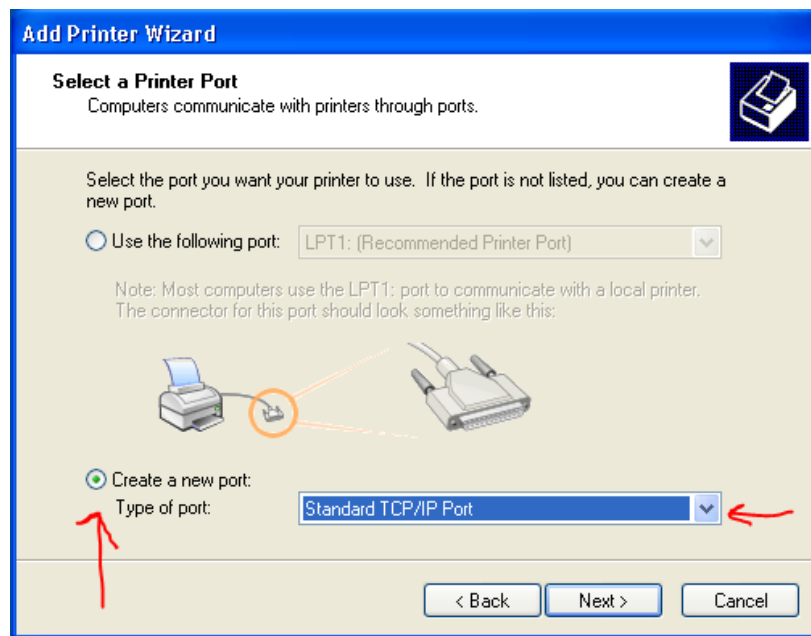 Add Printer Wizard
Select a Printer Port
Computers communicate with printers through ports.
Select the port you want your printer to use.  If the port is not listed, you can create a
new port.
Use the following port:
LPT1: (Recommended Printer Port)
Note: Most computers use the LPT1: port to communicate with a local printer.
The connector for this port should look something like this:
Create a new port:
Type of port:
Standard TCP/IP Port
< Back
Next >
Cancel